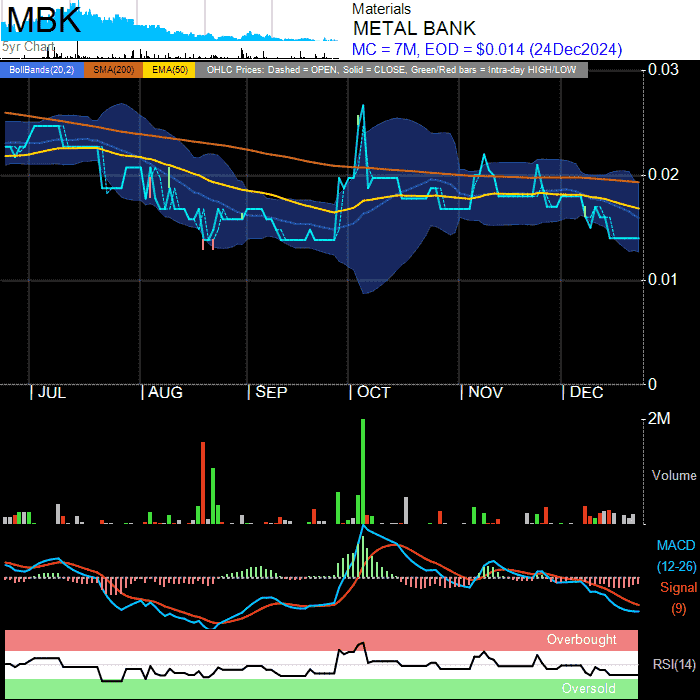 MBK
5yr Chart
Materials
METAL BANK
MC = 7M, EOD = $0.014 (24Dec2024)
BollBands(20,2) SMA(200) EMA(50) OHLC Prices: Dashed = OPEN, Solid = CLOSE, Green/Red bars = Intra-day HIGH/LOW
0.03
0.02
0.01
0
JUL AUG SEP OCT NOV DEC
2M
Volume
MACD
(12-26)
Signal
(9)
Overbought
RSI(14)
Oversold